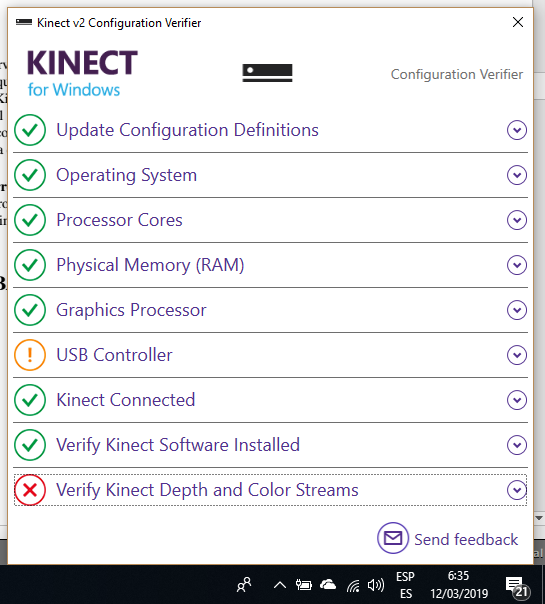 Kinect v2 Configuration Verifier
KINECT
for Windows
Configuration Verifier
Update Configuration Definitions
Operating System
Processor Cores
Physical Memory (RAM)
Graphics Processor
USB Controller
Kinect Connected
Verify Kinect Software Installed
Verify Kinect Depth and Color Streams
Send feedback
ESP
ES
6:35
12/03/2019
21